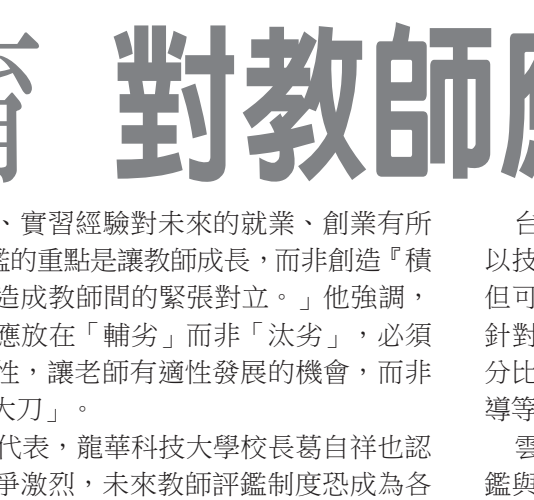 育 對教師應
、實習經驗對未來的就業、創業有所
鑑的重點是讓教師成長，而非創造『積
造成教師間的緊張對立。」他強調，
應放在「輔劣」而非「汰劣」，必須
性，讓老師有適性發展的機會，而非
大刀」。
代表，龍華科技大學校長葛自祥也認
爭激烈，未來教師評鑑制度恐成為各
台
以技
但可
針對
分比
導等
雲
鑑與